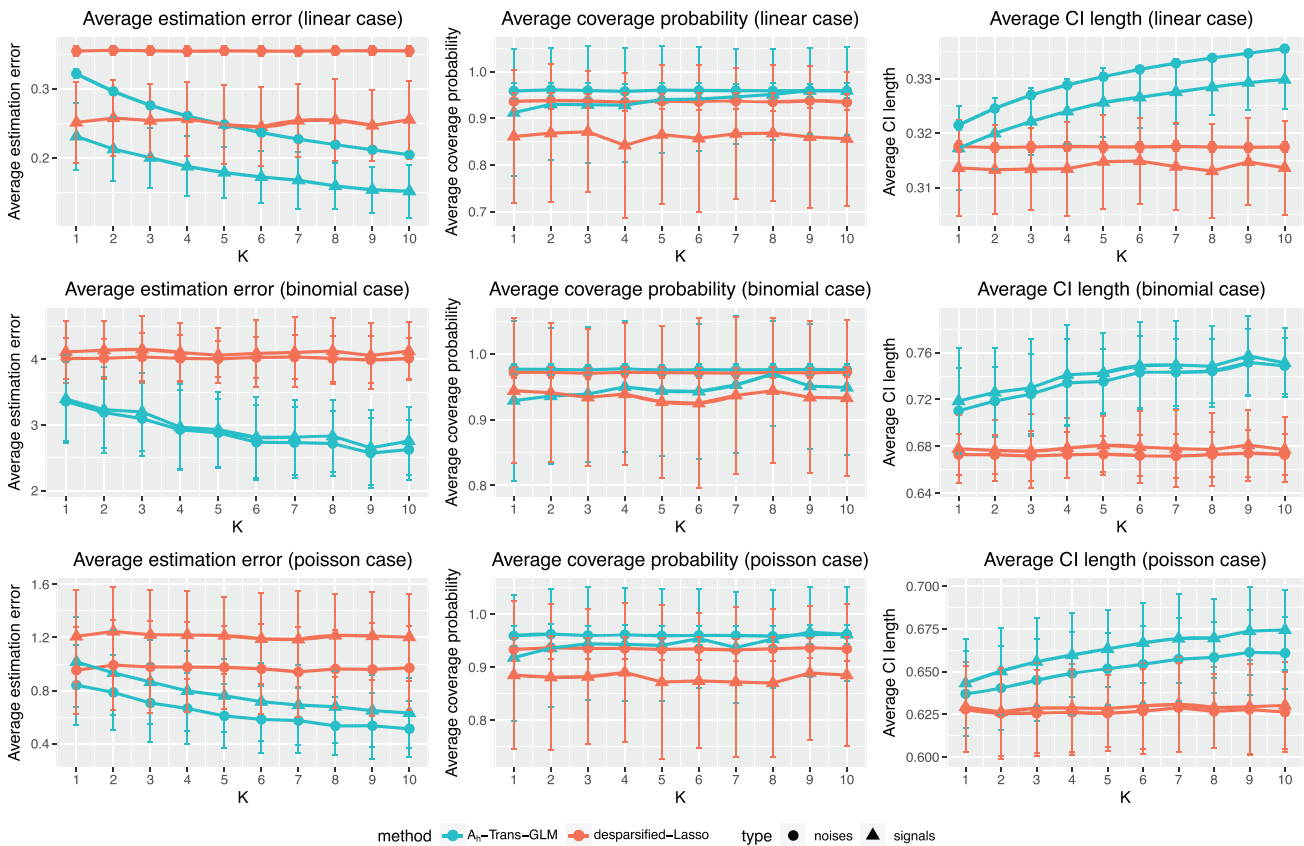 Average estimation error (linear case)
Average estimation error
0.3
0.2
1 2 3 4 5 6 7 8 9 10
K
Average coverage probability (linear case)
Average coverage probability
1.0
0.9
0.8
0.7
1 2 3 4 5 6 7 8 9 10
K
Average CI length (linear case)
Average CI length
0.33
0.32
0.31
1 2 3 4 5 6 7 8 9 10
K
Average estimation error (binomial case)
Average estimation error
4
3
2
1 2 3 4 5 6 7 8 9 10
K
Average coverage probability (binomial case)
Average coverage probability
1.0
0.9
0.8
1 2 3 4 5 6 7 8 9 10
K
Average CI length (binomial case)
Average CI length
0.76
0.72
0.68
0.64
1 2 3 4 5 6 7 8 9 10
K
Average estimation error (poisson case)
Average estimation error
1.6
1.2
0.8
0.4
1 2 3 4 5 6 7 8 9 10
K
Average coverage probability (poisson case)
Average coverage probability
1.0
0.9
0.8
1 2 3 4 5 6 7 8 9 10
K
Average CI length (poisson case)
Average CI length
0.700
0.675
0.650
0.625
0.600
1 2 3 4 5 6 7 8 9 10
K
method Aₕ−Trans−GLM desparsified−Lasso type noises signals